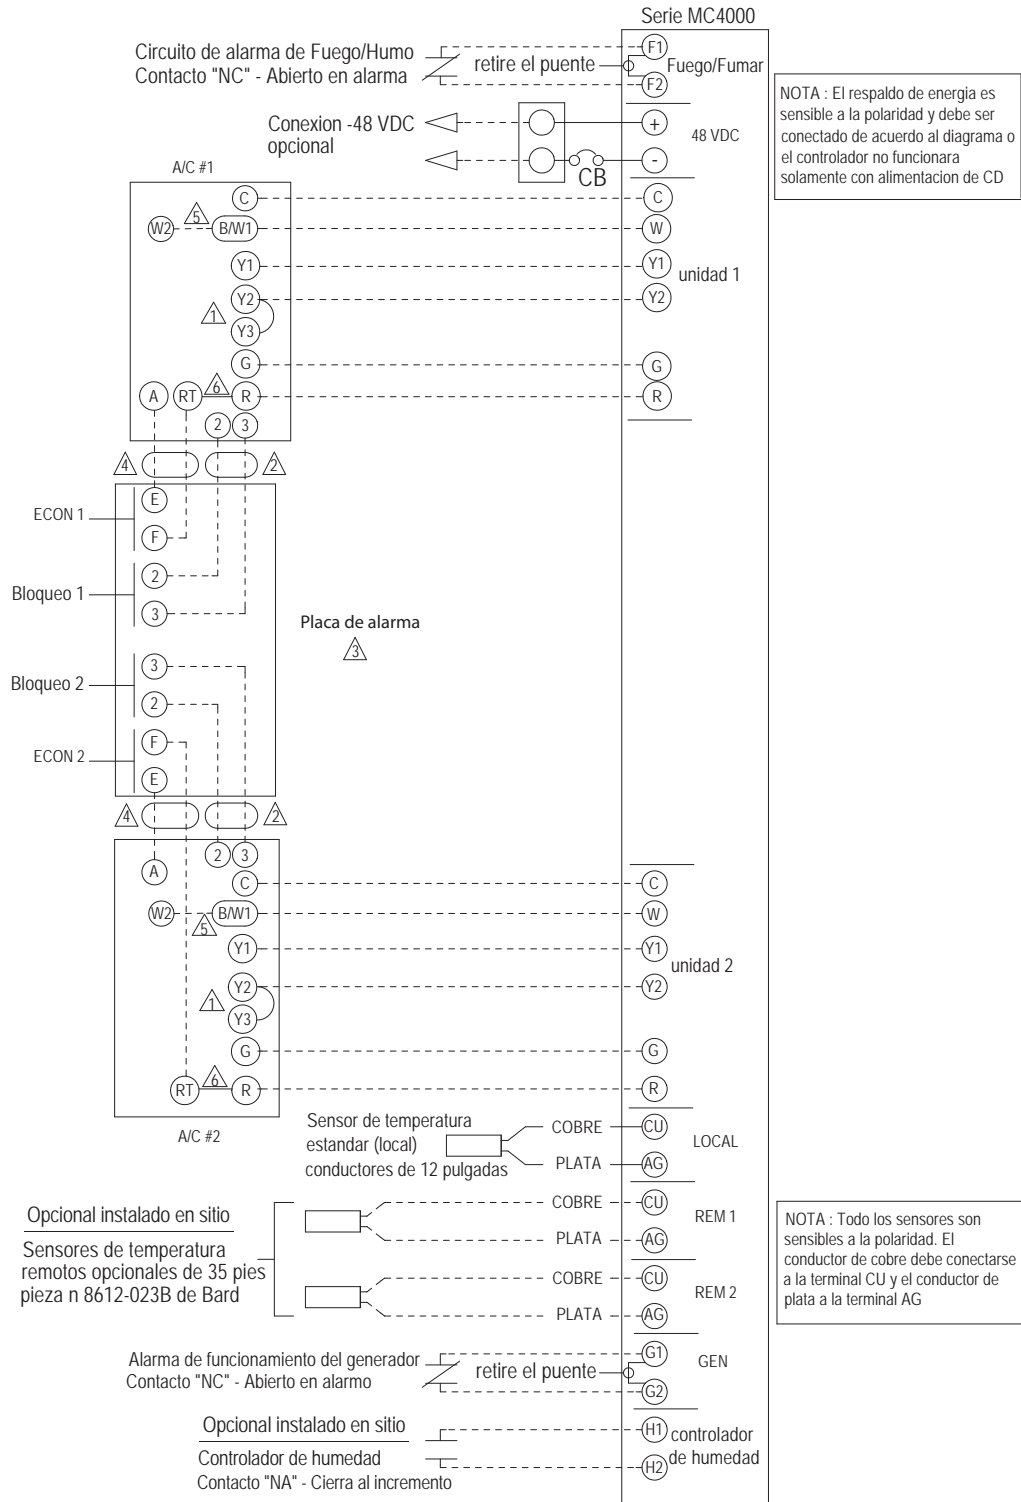 Serie MC4000
Circuito de alarma de Fuego/Humo
Contacto "NC" - Abierto en alarma
retire el puente
F1
Fuego/Fumar
F2
NOTA : El respaldo de energia es
sensible a la polaridad y debe ser
conectado de acuerdo al diagrama o
el controlador no funcionara
solamente con alimentacion de CD
Conexion -48 VDC
opcional
+
48 VDC
-
CB
A/C #1
C
C
W2
5
B/W1
W
Y1
Y1
unidad 1
Y2
Y2
1
Y3
G
G
A
RT
6
R
R
2
3
4
2
ECON 1
E
F
Bloqueo 1
2
3
Placa de alarma
3
Bloqueo 2
3
2
ECON 2
F
E
4
2
2
3
A
C
C
W2
5
B/W1
W
Y1
Y1
unidad 2
Y2
Y2
1
Y3
G
G
RT
6
R
R
A/C #2
Sensor de temperatura
estandar (local)
conductores de 12 pulgadas
COBRE
CU
LOCAL
PLATA
AG
Opcional instalado en sitio
Sensores de temperatura
remotos opcionales de 35 pies
pieza n 8612-023B de Bard
COBRE
CU
REM 1
PLATA
AG
COBRE
CU
REM 2
PLATA
AG
NOTA : Todo los sensores son
sensibles a la polaridad. El
conductor de cobre debe conectarse
a la terminal CU y el conductor de
plata a la terminal AG
Alarma de funcionamiento del generador
Contacto "NC" - Abierto en alarmo
retire el puente
G1
GEN
G2
Opcional instalado en sitio
Controlador de humedad
Contacto "NA" - Cierra al incremento
H1
controlador
de humedad
H2